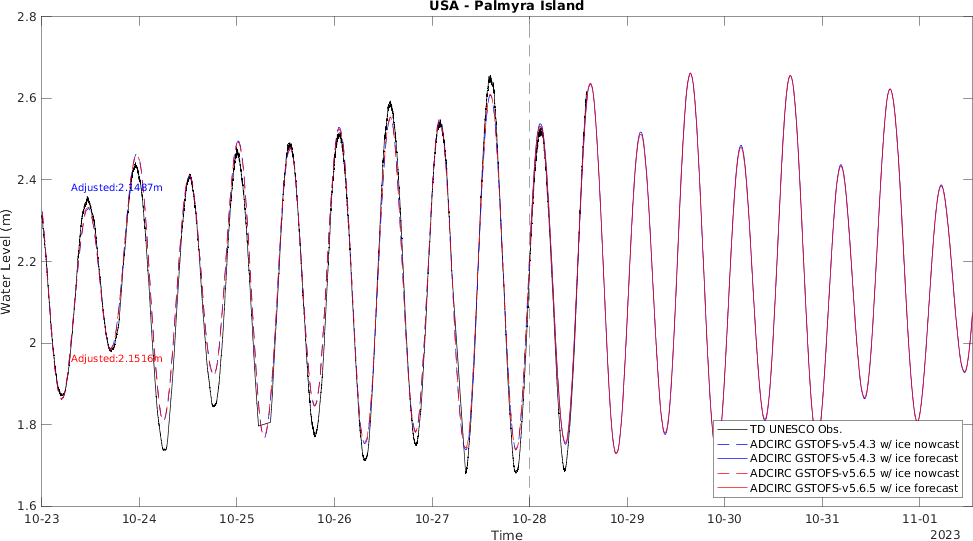 USA - Palmyra Island
2.8
2.6
2.4
2.2
2
1.8
1.6
Water Level (m)
Adjusted:2.1487m
Adjusted:2.1516m
TD UNESCO Obs.
ADCIRC GSTOFS-v5.4.3 w/ ice nowcast
ADCIRC GSTOFS-v5.4.3 w/ ice forecast
ADCIRC GSTOFS-v5.6.5 w/ ice nowcast
ADCIRC GSTOFS-v5.6.5 w/ ice forecast
10-23 10-24 10-25 10-26 10-27 10-28 10-29 10-30 10-31 11-01
Time
2023